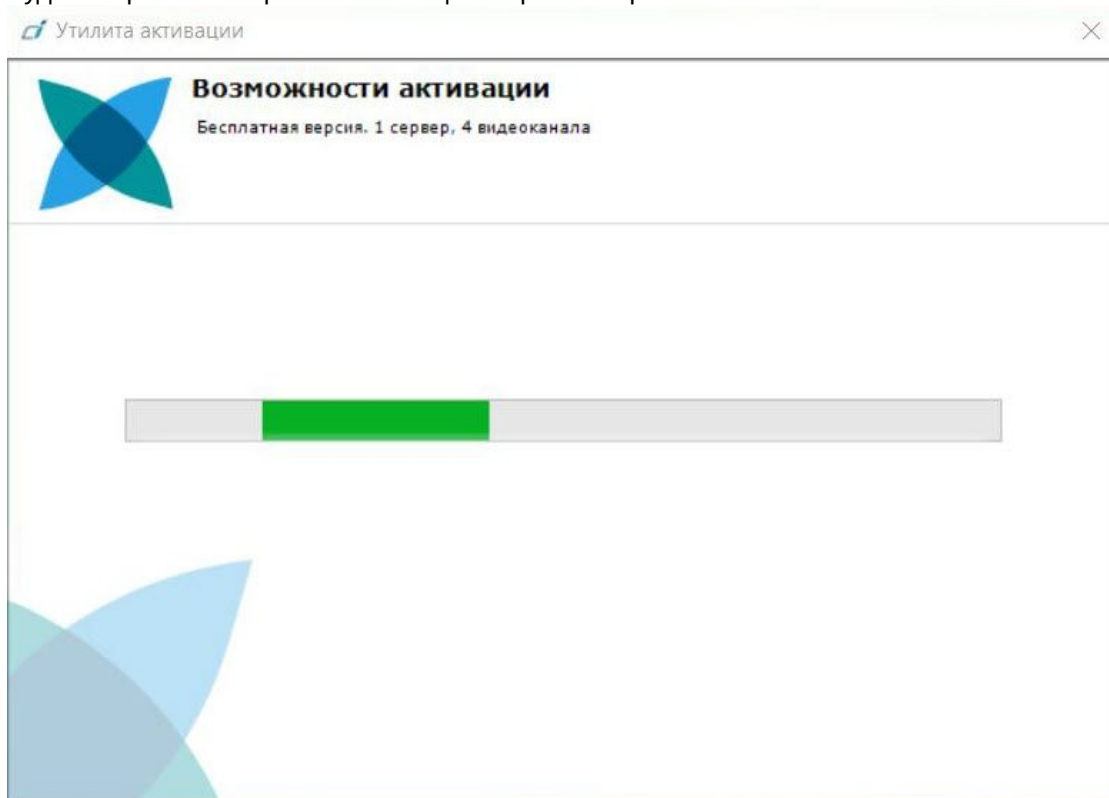 Утилита активации
Возможности активации
Бесплатная версия. 1 сервер, 4 видеоканала